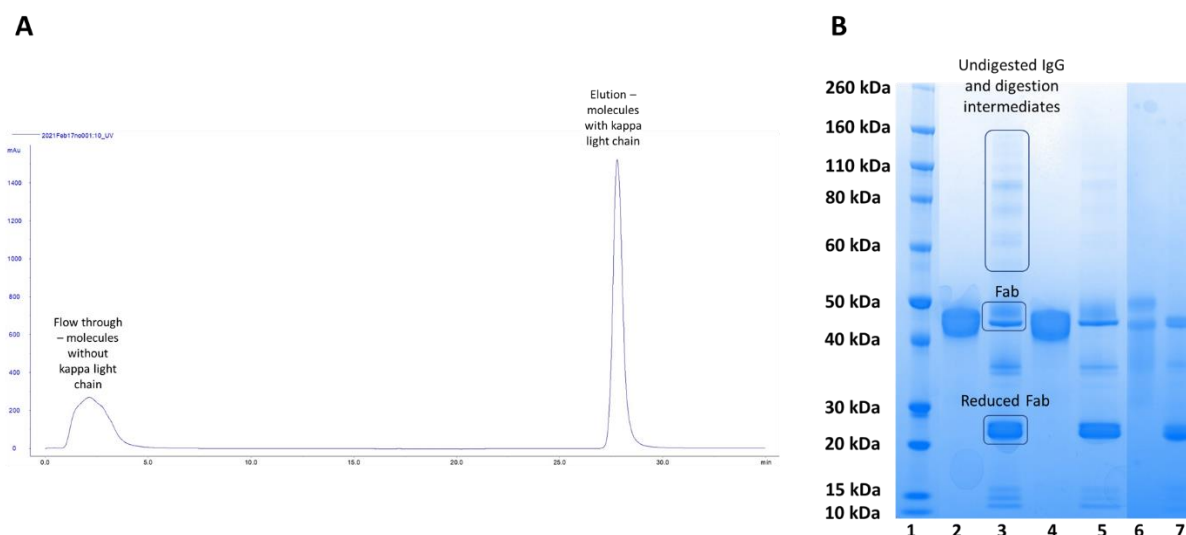 A
2021Feb17no001:10_UV
mAu
1400
1200
1000
800
600
400
200
0
0.0 5.0 10.0 15.0 20.0 25.0 30.0 min
Flow through
– molecules
without
kappa light
chain
Elution –
molecules
with kappa
light chain
B
Undigested IgG
and digestion
intermediates
260 kDa
160 kDa
110 kDa
80 kDa
60 kDa
50 kDa
40 kDa
30 kDa
20 kDa
15 kDa
10 kDa
Fab
Reduced Fab
1 2 3 4 5 6 7